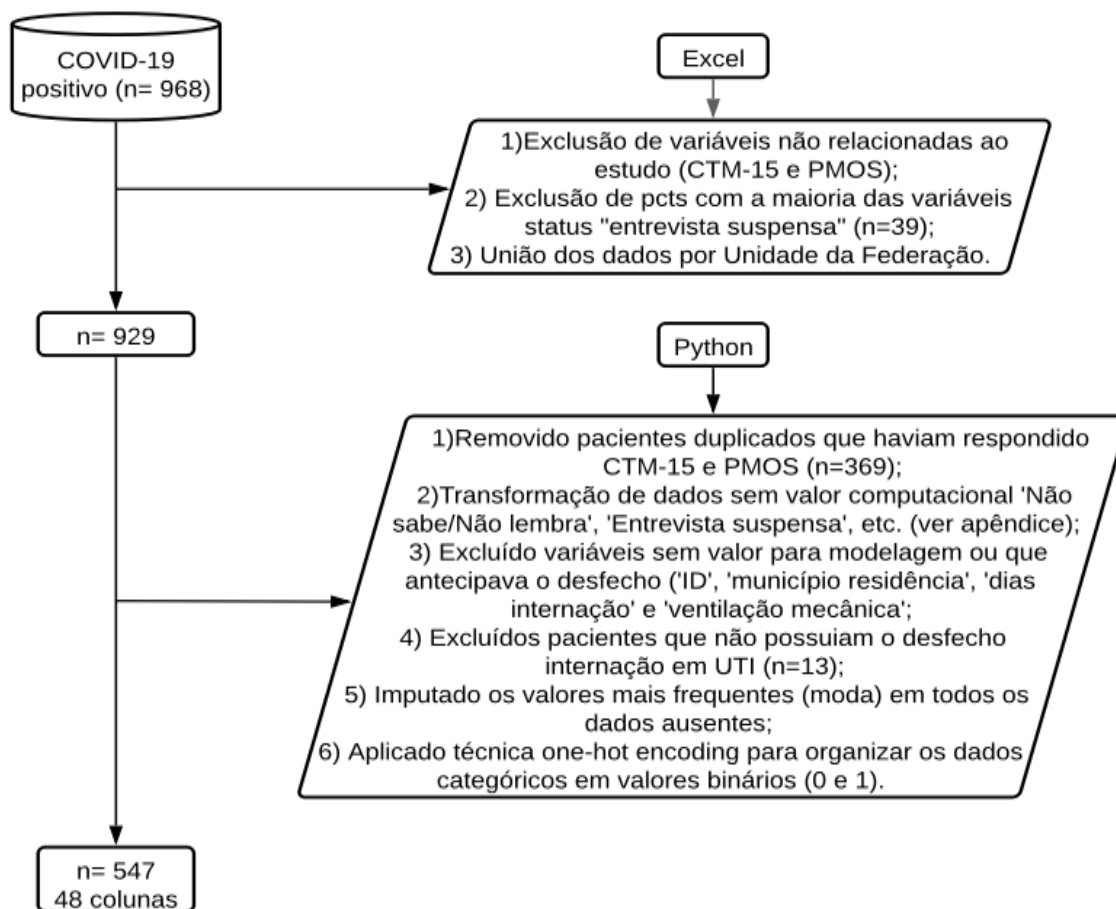 COVID-19
positivo (n= 968)
Excel
1)Exclusão de variáveis não relacionadas ao
estudo (CTM-15 e PMOS);
2) Exclusão de pcts com a maioria das variáveis
status "entrevista suspensa" (n=39);
3) União dos dados por Unidade da Federação.
n= 929
Python
1)Removido pacientes duplicados que haviam respondido
CTM-15 e PMOS (n=369);
2)Transformação de dados sem valor computacional 'Não
sabe/Não lembra', 'Entrevista suspensa', etc. (ver apêndice);
3) Excluído variáveis sem valor para modelagem ou que
antecipava o desfecho ('ID', 'município residência', 'dias
internação' e 'ventilação mecânica';
4) Excluídos pacientes que não possuiam o desfecho
internação em UTI (n=13);
5) Imputado os valores mais frequentes (moda) em todos os
dados ausentes;
6) Aplicado técnica one-hot encoding para organizar os dados
categóricos em valores binários (0 e 1).
n= 547
48 colunas